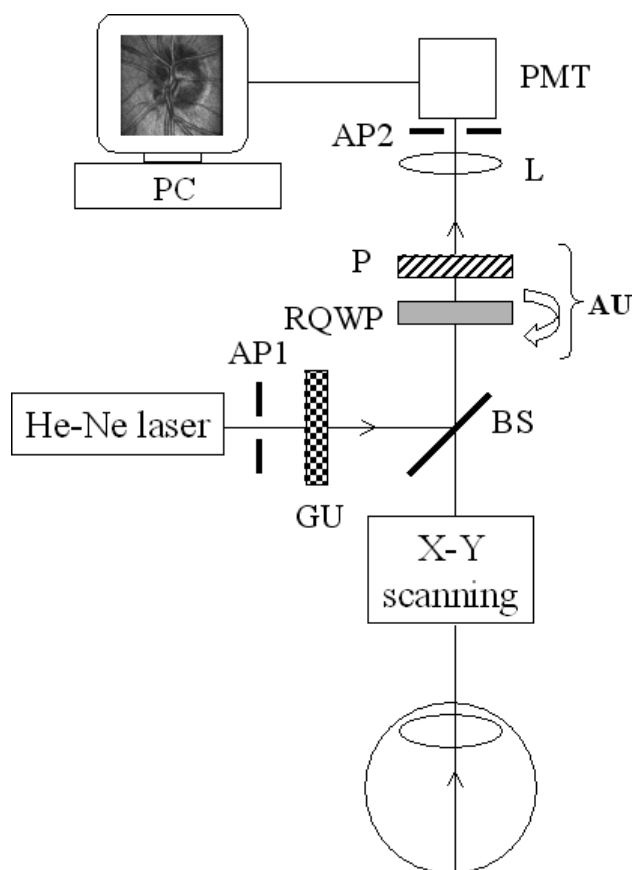 PMT
AP2
L
PC
P
RQWP
AU
AP1
He-Ne laser
BS
GU
X-Y
scanning